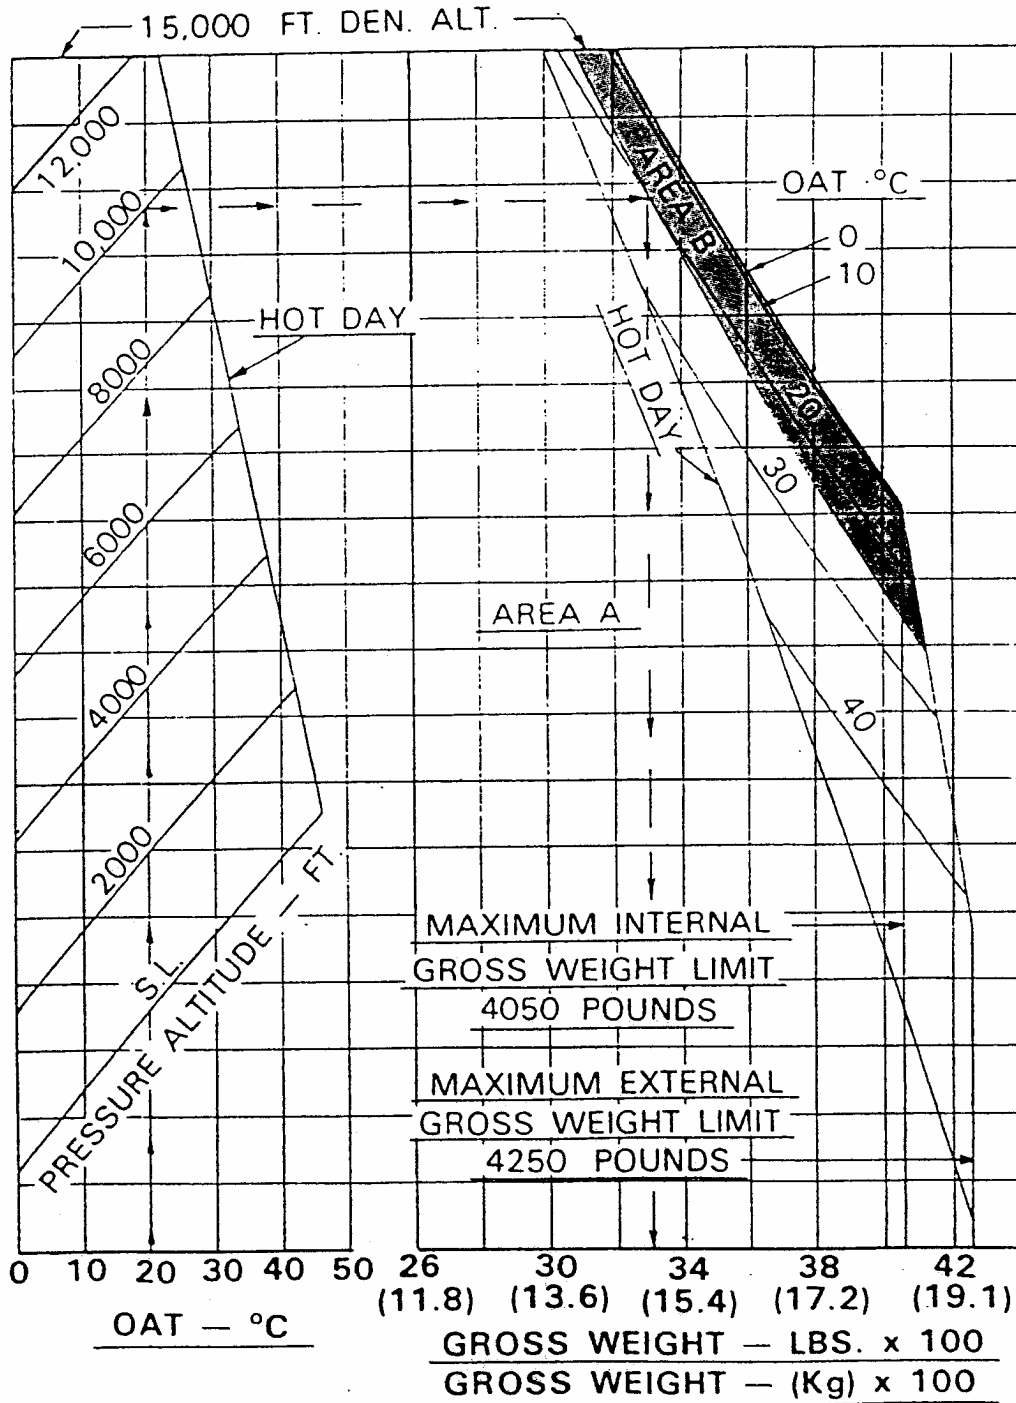 15,000 FT. DEN. ALT.
12,000
10,000
8000
6000
4000
2000
S.L.
PRESSURE ALTITUDE — FT.
HOT DAY
HOT DAY
AREA B
OAT °C
0
10
20
30
40
AREA A
MAXIMUM INTERNAL
GROSS WEIGHT LIMIT
4050 POUNDS
MAXIMUM EXTERNAL
GROSS WEIGHT LIMIT
4250 POUNDS
0 10 20 30 40 50 26 30 34 38 42
(11.8) (13.6) (15.4) (17.2) (19.1)
OAT — °C
GROSS WEIGHT — LBS. x 100
GROSS WEIGHT — (Kg) x 100